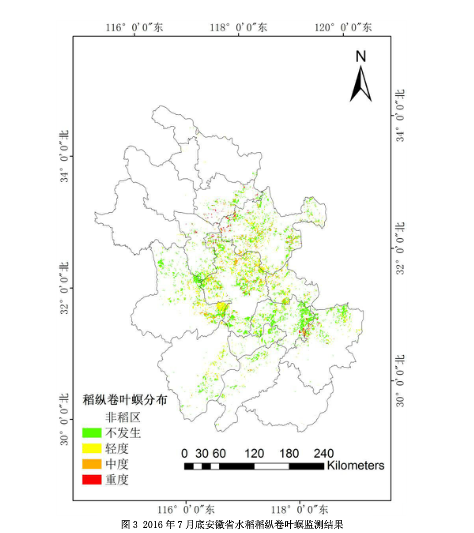 116° 0′0″东 118° 0′0″东 120° 0′0″东
N
34° 0′0″北
34° 0′0″北
32° 0′0″北
32° 0′0″北
30° 0′0″北
30° 0′0″北
稻纵卷叶螟分布
非稻区
不发生
轻度
中度
重度
0 30 60 120 180 240
Kilometers
116° 0′0″东 118° 0′0″东
图 3 2016 年 7 月底安徽省水稻稻纵卷叶螟监测结果